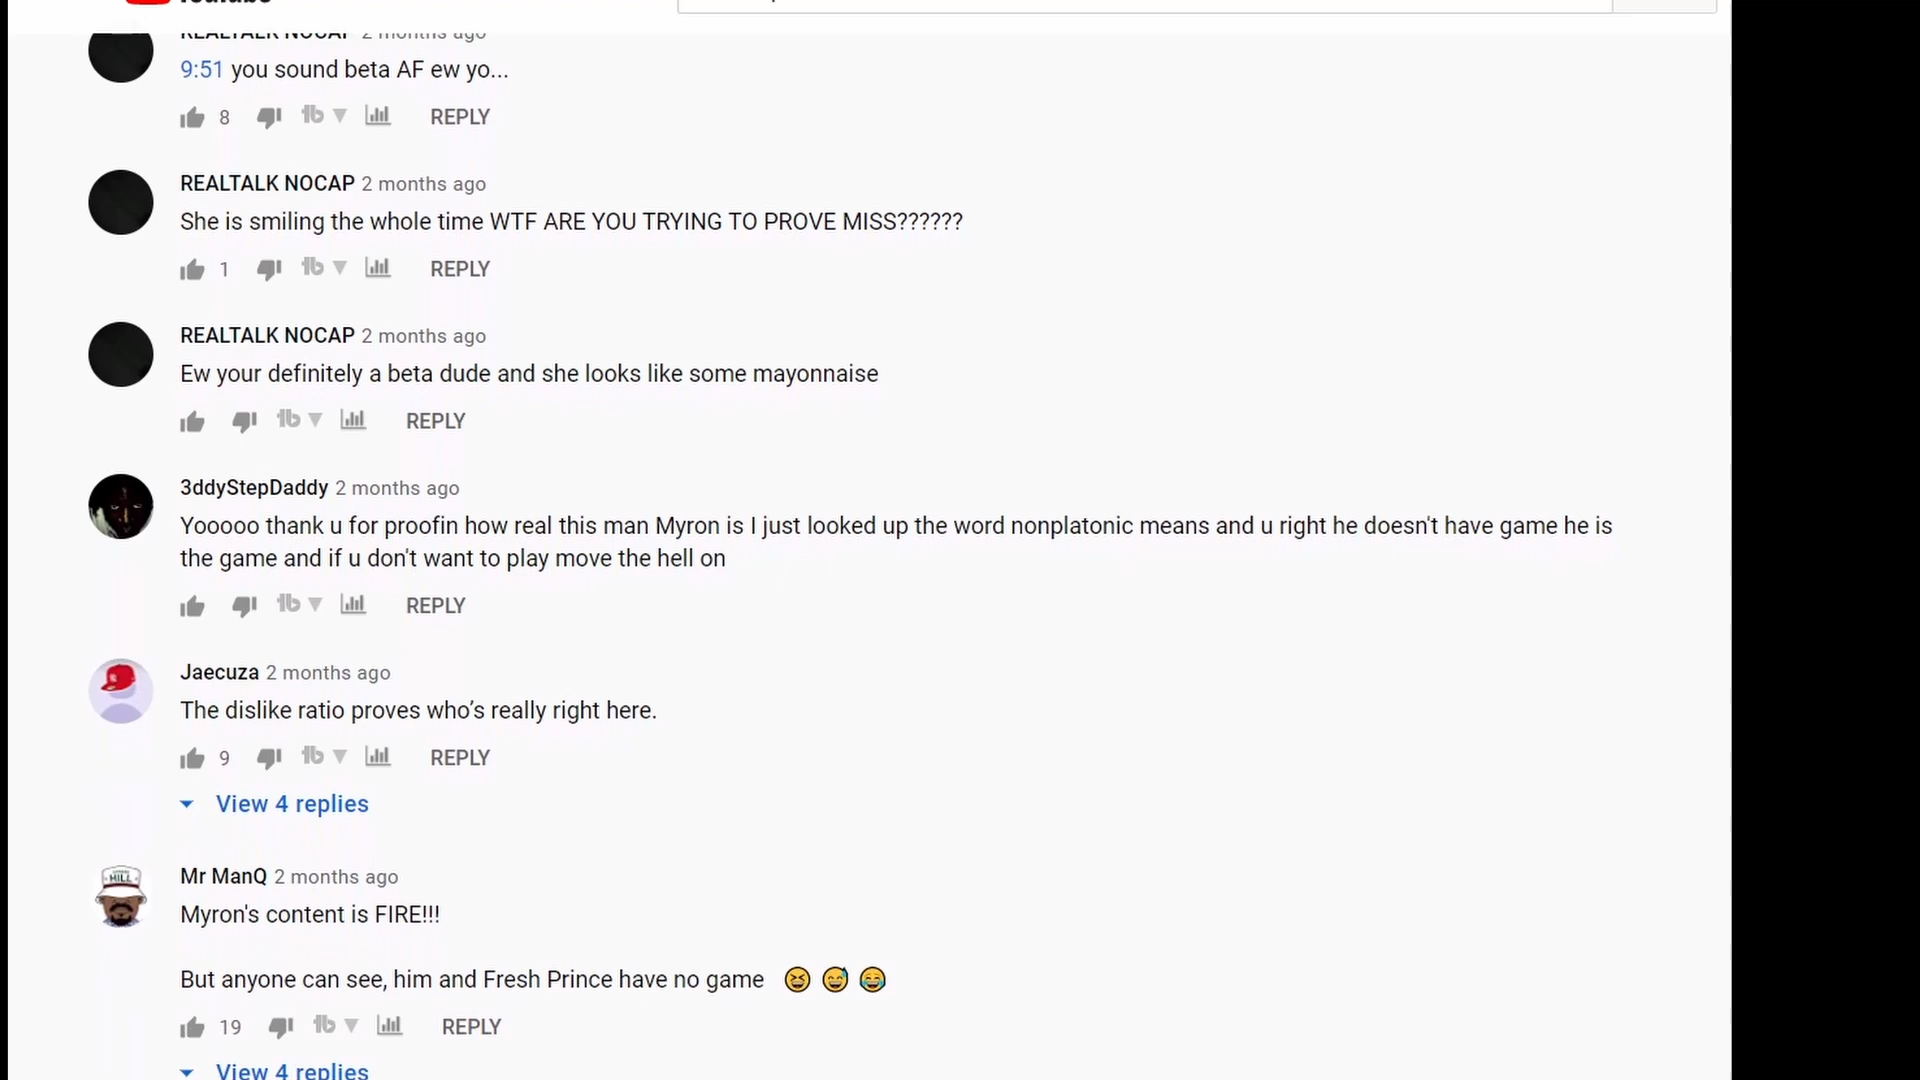 YouTube
REALTALK NOCAP 2 months ago
9:51 you sound beta AF ew yo...
8 REPLY
REALTALK NOCAP 2 months ago
She is smiling the whole time WTF ARE YOU TRYING TO PROVE MISS??????
1 REPLY
REALTALK NOCAP 2 months ago
Ew your definitely a beta dude and she looks like some mayonnaise
REPLY
3ddyStepDaddy 2 months ago
Yooooo thank u for proofin how real this man Myron is I just looked up the word nonplatonic means and u right he doesn't have game he is
the game and if u don't want to play move the hell on
REPLY
Jaecuza 2 months ago
The dislike ratio proves who’s really right here.
9 REPLY
View 4 replies
Mr ManQ 2 months ago
Myron's content is FIRE!!!
But anyone can see, him and Fresh Prince have no game 😆 😅 😂
19 REPLY
View 4 replies